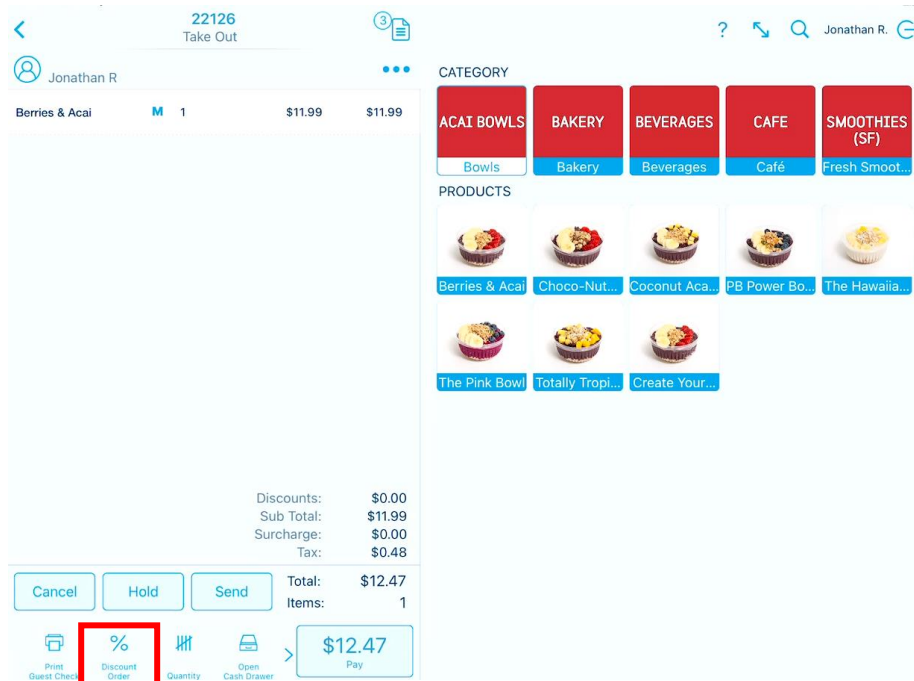 22126
Take Out
3
? Jonathan R.
Jonathan R
Berries & Acai M 1 $11.99 $11.99
Discounts: $0.00
Sub Total: $11.99
Surcharge: $0.00
Tax: $0.48
Cancel Hold Send
Total: $12.47
Items: 1
Print
Guest Check
%
Discount
Order
Quantity
Open
Cash Drawer
$12.47
Pay
CATEGORY
ACAI BOWLS
Bowls
BAKERY
Bakery
BEVERAGES
Beverages
CAFE
Café
SMOOTHIES
(SF)
Fresh Smoot...
PRODUCTS
Berries & Acai
Choco-Nut...
Coconut Aca...
PB Power Bo...
The Hawaiia...
The Pink Bowl
Totally Tropi...
Create Your...